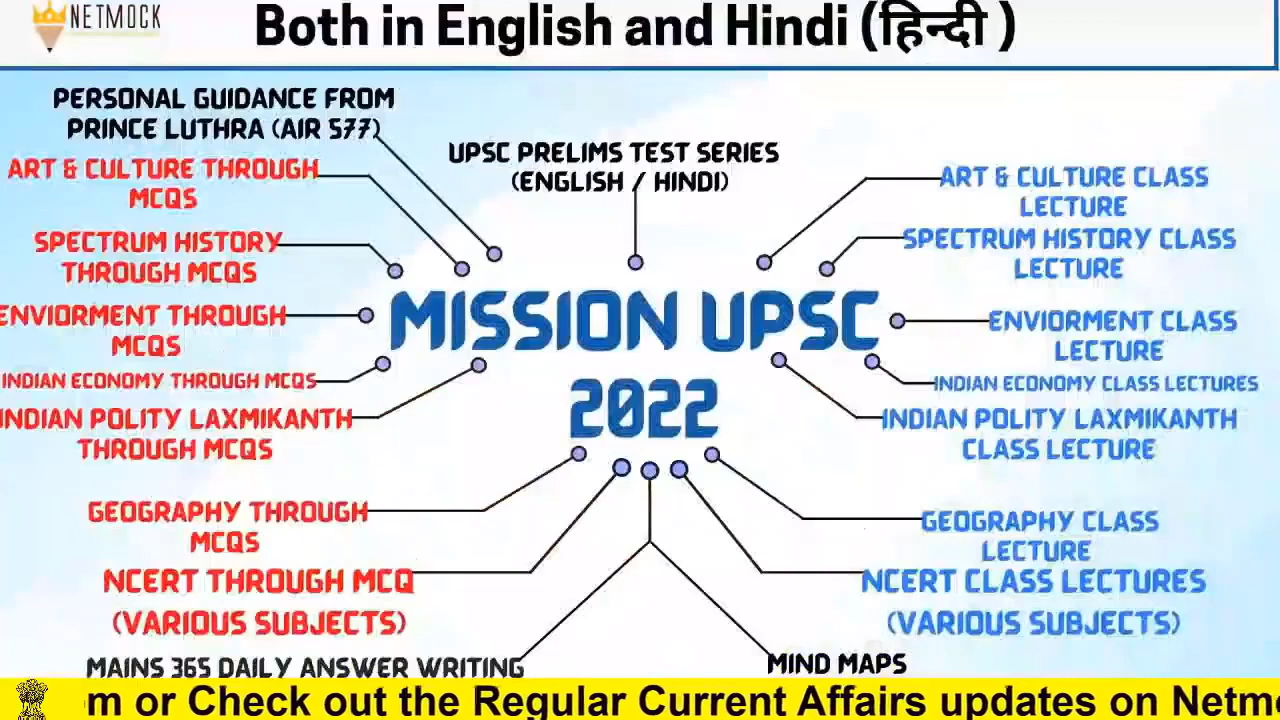 NETMOCK
Both in English and Hindi (हिन्दी )
PERSONAL GUIDANCE FROM
PRINCE LUTHRA (AIR 577)
UPSC PRELIMS TEST SERIES
(ENGLISH / HINDI)
ART & CULTURE THROUGH
MCQS
SPECTRUM HISTORY
THROUGH MCQS
ENVIORMENT THROUGH
MCQS
INDIAN ECONOMY THROUGH MCQS
INDIAN POLITY LAXMIKANTH
THROUGH MCQS
GEOGRAPHY THROUGH
MCQS
NCERT THROUGH MCQ
(VARIOUS SUBJECTS)
MAINS 365 DAILY ANSWER WRITING
MISSION UPSC
2022
ART & CULTURE CLASS
LECTURE
SPECTRUM HISTORY CLASS
LECTURE
ENVIORMENT CLASS
LECTURE
INDIAN ECONOMY CLASS LECTURES
INDIAN POLITY LAXMIKANTH
CLASS LECTURE
GEOGRAPHY CLASS
LECTURE
NCERT CLASS LECTURES
(VARIOUS SUBJECTS)
MIND MAPS
m or Check out the Regular Current Affairs updates on Netm